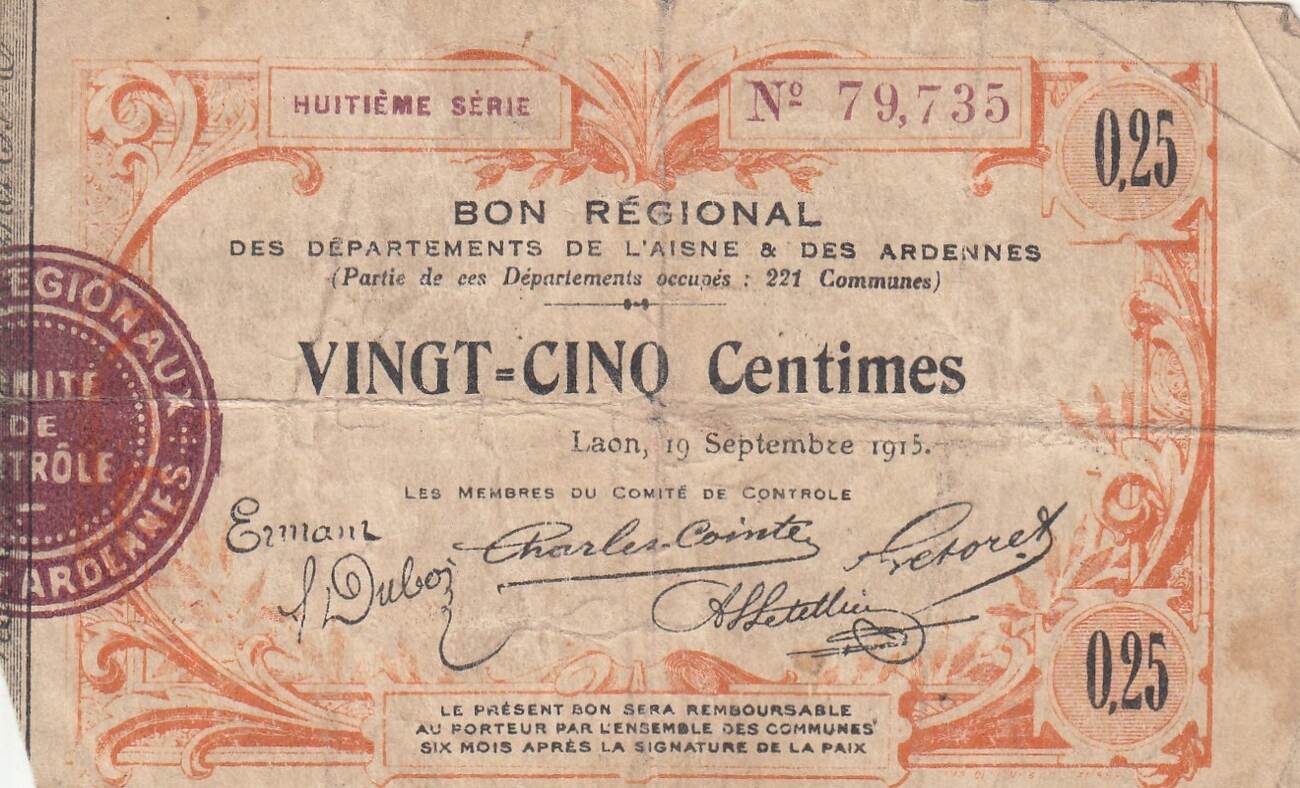 HUITIÈME SÉRIE
Nº 79,735
0,25
BON RÉGIONAL
DES DÉPARTEMENTS DE L'AISNE & DES ARDENNES
(Partie de ces Départements occupés : 221 Communes)
VINGT=CINQ Centimes
Laon, 19 Septembre 1915.
LES MEMBRES DU COMITÉ DE CONTROLE
ÉGIONAUX
MITÉ
DE
TRÔLE
ARDENNES
Ermant
Charles Cointe
Dubois
Letellier
0,25
LE PRÉSENT BON SERA REMBOURSABLE
AU PORTEUR PAR L'ENSEMBLE DES COMMUNES
SIX MOIS APRÈS LA SIGNATURE DE LA PAIX